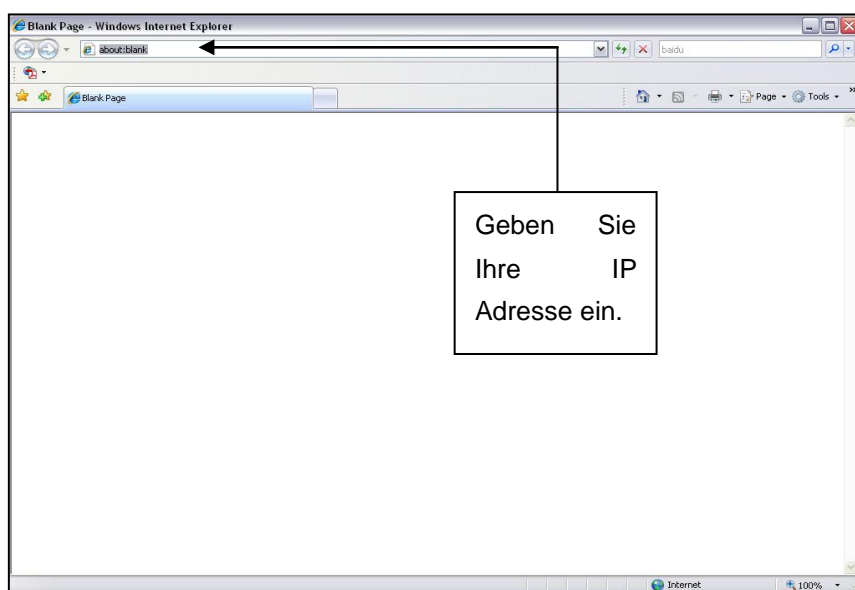 Blank Page - Windows Internet Explorer
about:blank
baidu
Blank Page
Page
Tools
Geben Sie
Ihre IP
Adresse ein.
Internet
100%